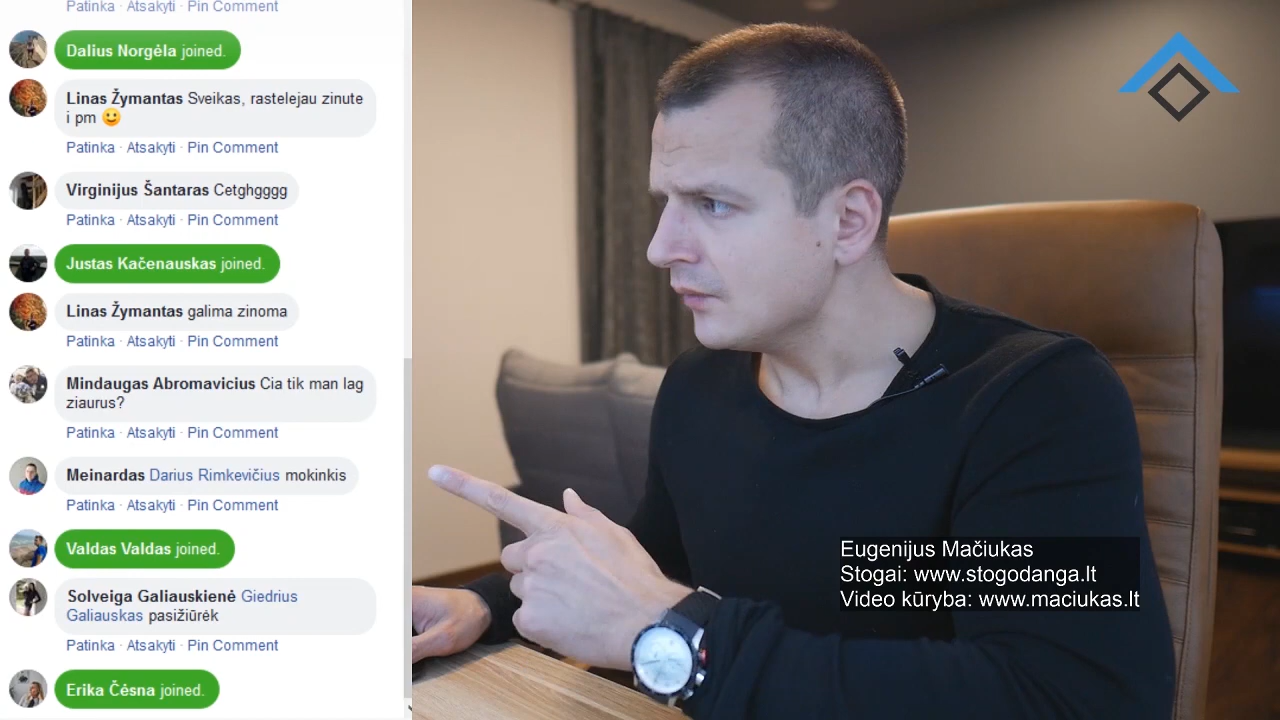 Patinka · Atsakyti · Pin Comment
Dalius Norgėla joined.
Linas Žymantas Sveikas, rastelejau zinute
i pm 🙂
Patinka · Atsakyti · Pin Comment
Virginijus Šantaras Cetghgggg
Patinka · Atsakyti · Pin Comment
Justas Kačenauskas joined.
Linas Žymantas galima zinoma
Patinka · Atsakyti · Pin Comment
Mindaugas Abromavicius Cia tik man lag
ziaurus?
Patinka · Atsakyti · Pin Comment
Meinardas Darius Rimkevičius mokinkis
Patinka · Atsakyti · Pin Comment
Valdas Valdas joined.
Solveiga Galiauskienė Giedrius
Galiauskas pasižiūrėk
Patinka · Atsakyti · Pin Comment
Erika Čėsna joined.
Eugenijus Mačiukas
Stogai: www.stogodanga.lt
Video kūryba: www.maciukas.lt